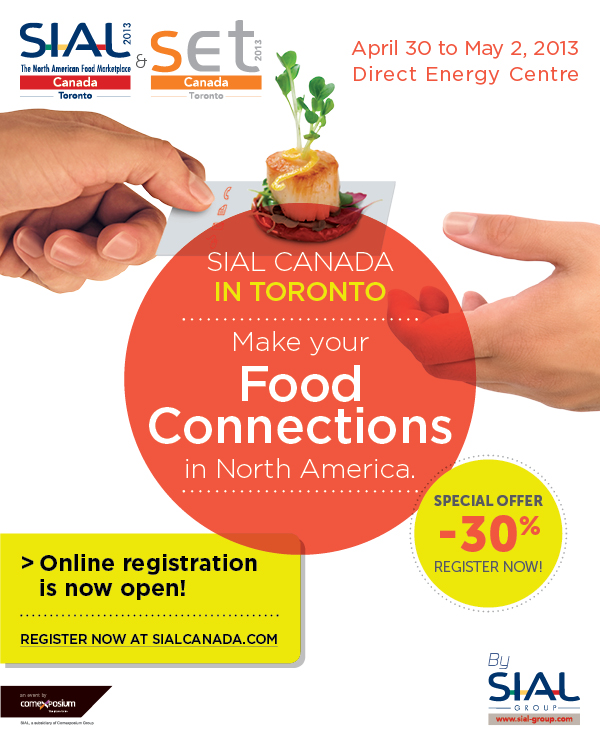 SIAL 2013
The North American Food Marketplace
Canada
Toronto
&
set 2013
Canada
Toronto
April 30 to May 2, 2013
Direct Energy Centre
SIAL CANADA
IN TORONTO
Make your
Food
Connections
in North America.
SPECIAL OFFER
-30%
REGISTER NOW!
> Online registration
is now open!
REGISTER NOW AT SIALCANADA.COM
an event by
comexposium
SIAL, a subsidiary of Comexposium Group
By
SIAL
GROUP
www.sial-group.com